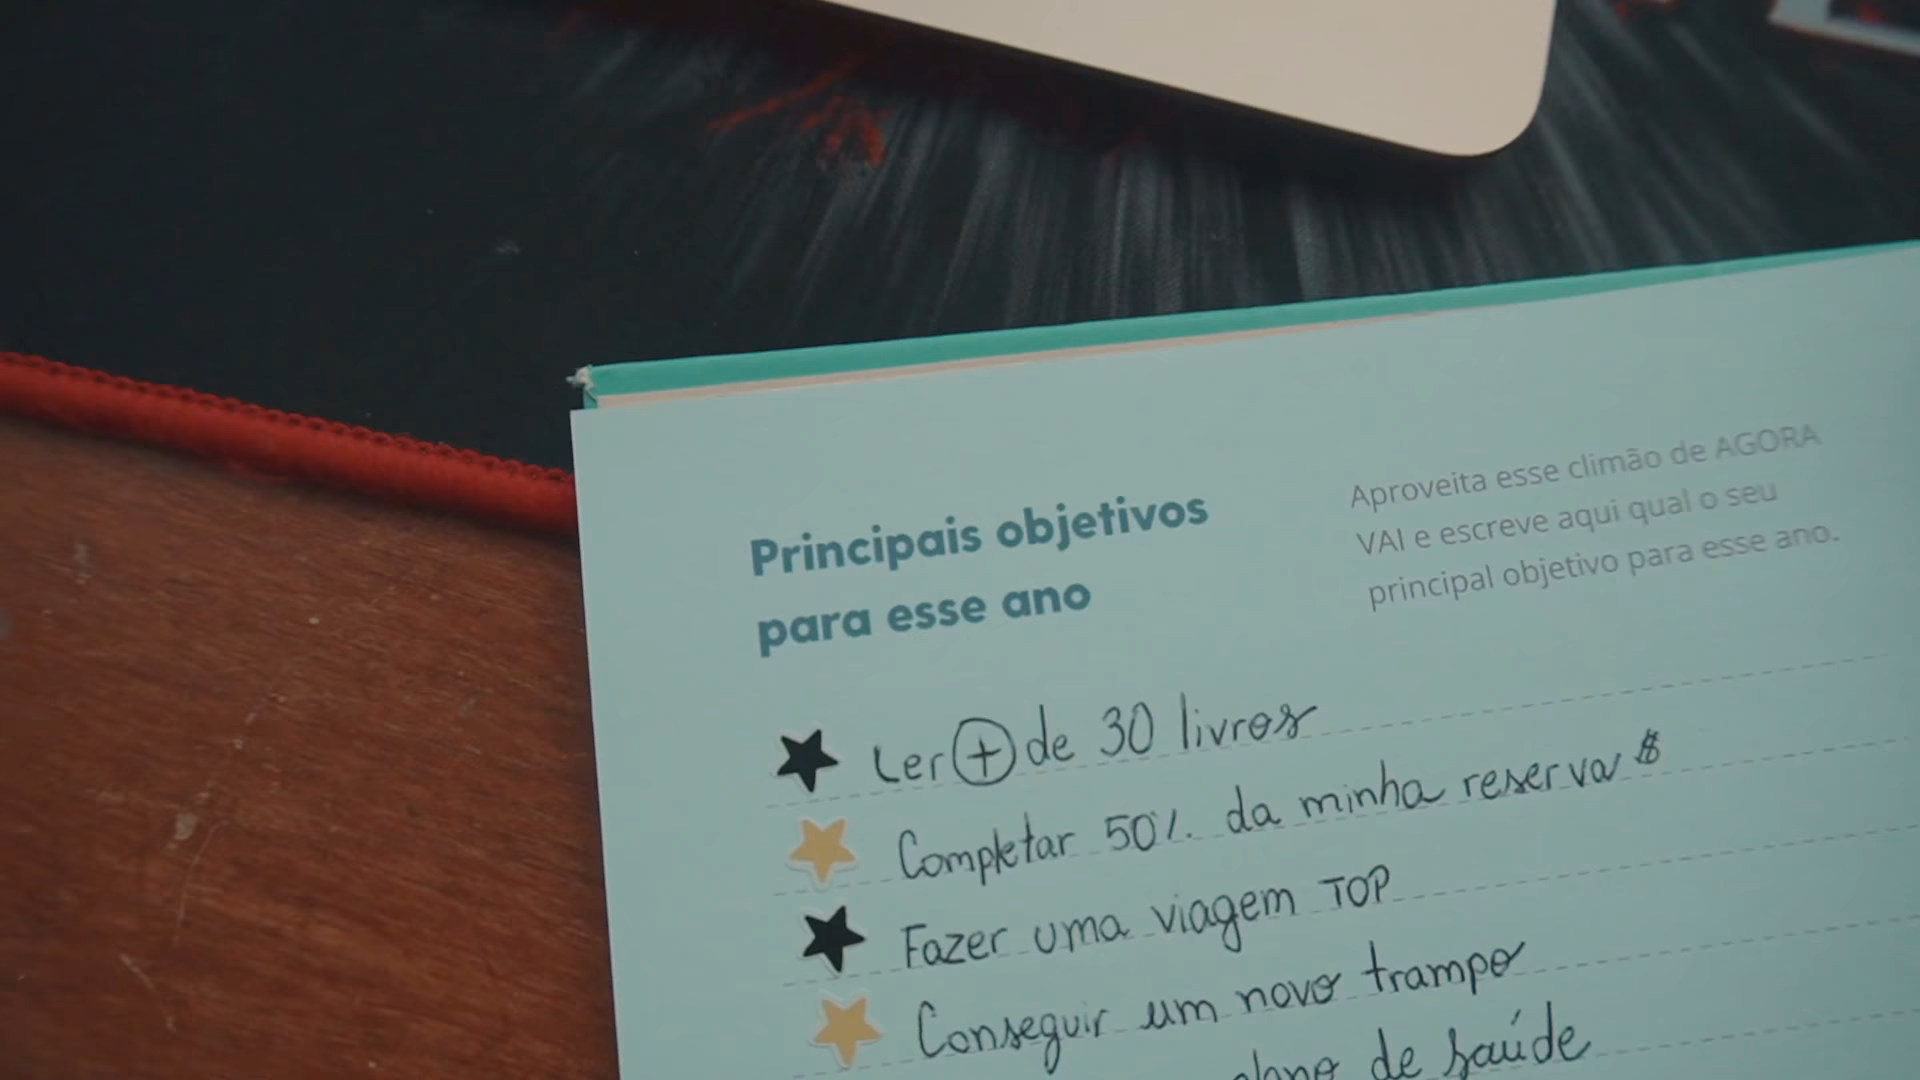 Principais objetivos
para esse ano
Aproveita esse climão de AGORA
VAI e escreve aqui qual o seu
principal objetivo para esse ano.
Ler + de 30 livros
Completar 50% da minha reserva $
Fazer uma viagem TOP
Conseguir um novo trampo
plano de saúde